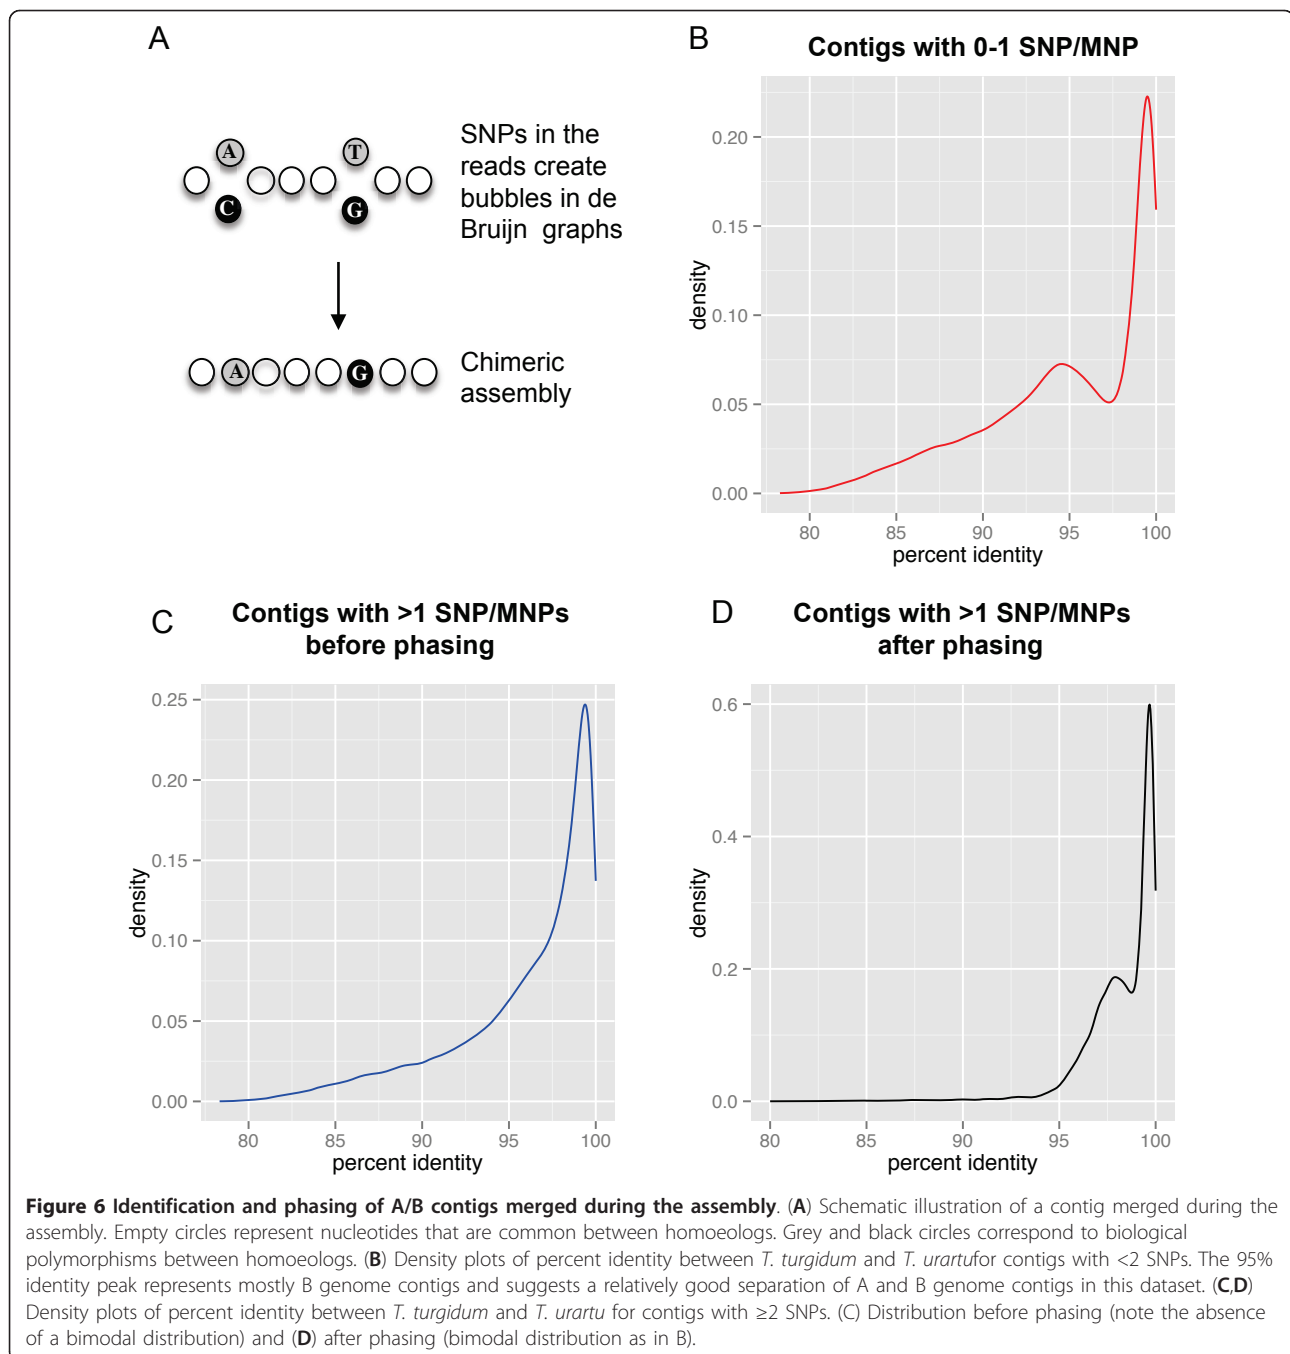 A
A
T
C
G
SNPs in the
reads create
bubbles in de
Bruijn graphs
A
G
Chimeric
assembly
B
Contigs with 0-1 SNP/MNP
0.20
0.15
0.10
0.05
0.00
density
80 85 90 95 100
percent identity
C
Contigs with >1 SNP/MNPs
before phasing
0.25
0.20
0.15
0.10
0.05
0.00
density
80 85 90 95 100
percent identity
D
Contigs with >1 SNP/MNPs
after phasing
0.6
0.4
0.2
0.0
density
80 85 90 95 100
percent identity
Figure 6 Identification and phasing of A/B contigs merged during the assembly. (A) Schematic illustration of a contig merged during the
assembly. Empty circles represent nucleotides that are common between homoeologs. Grey and black circles correspond to biological
polymorphisms between homoeologs. (B) Density plots of percent identity between T. turgidum and T. urartufor contigs with <2 SNPs. The 95%
identity peak represents mostly B genome contigs and suggests a relatively good separation of A and B genome contigs in this dataset. (C,D)
Density plots of percent identity between T. turgidum and T. urartu for contigs with ≥2 SNPs. (C) Distribution before phasing (note the absence
of a bimodal distribution) and (D) after phasing (bimodal distribution as in B).